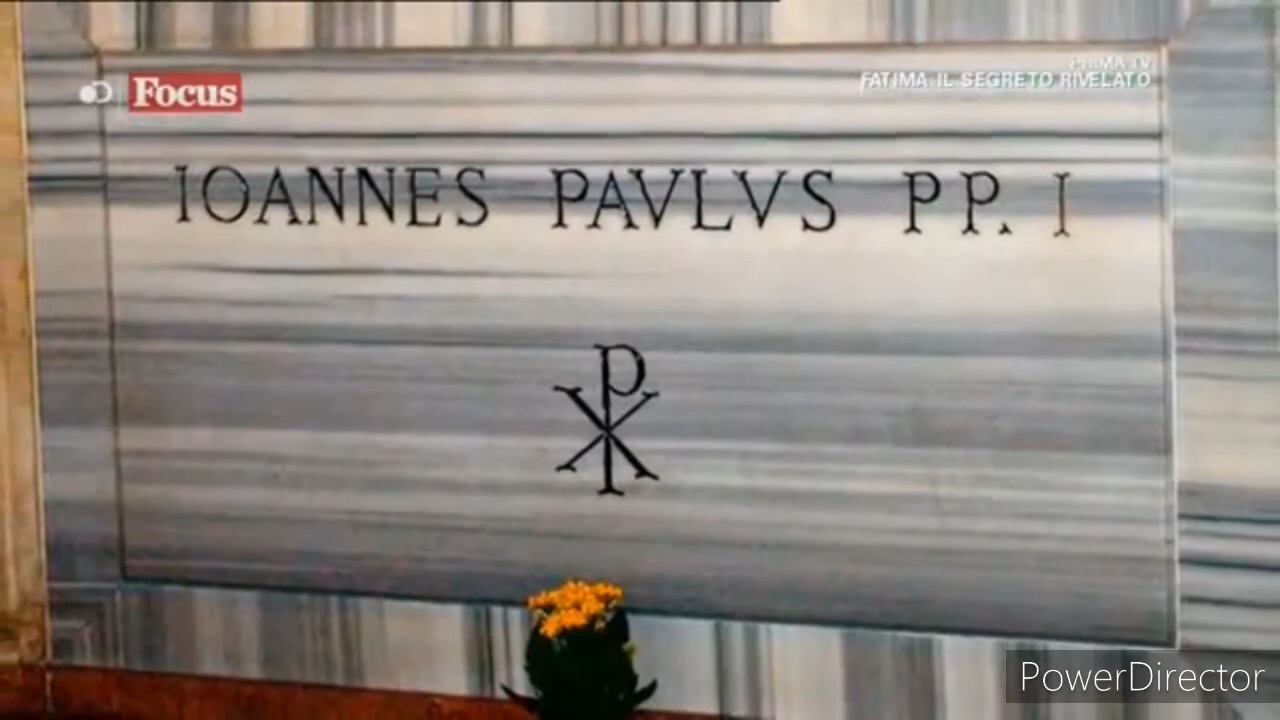 PRIMA TV
Focus
FATIMA: IL SEGRETO RIVELATO
IOANNES PAVLVS PP. I
PowerDirector